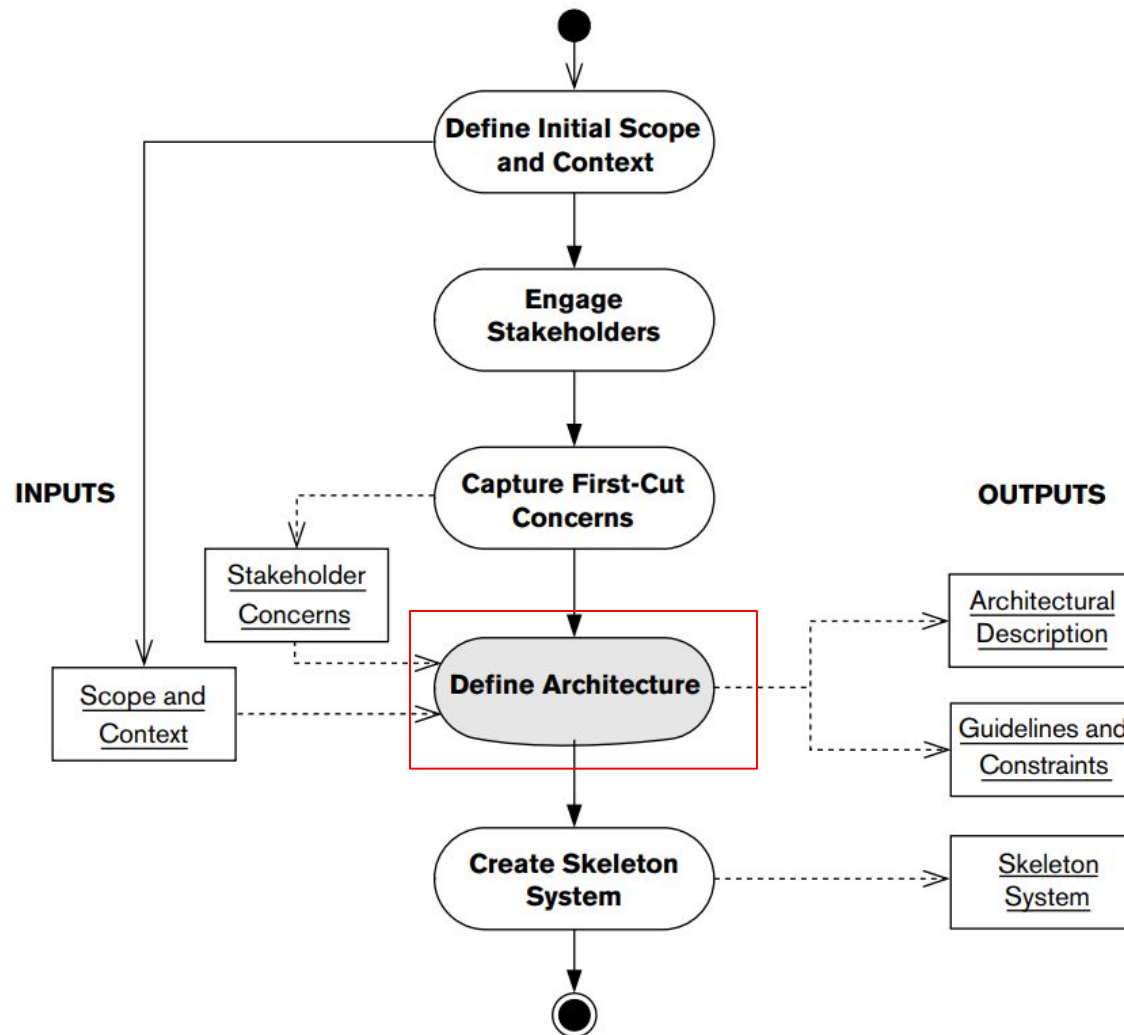 Define Initial Scope
and Context
Engage
Stakeholders
Capture First-Cut
Concerns
INPUTS
OUTPUTS
Stakeholder
Concerns
Architectural
Description
Define Architecture
Scope and
Context
Guidelines and
Constraints
Create Skeleton
System
Skeleton
System